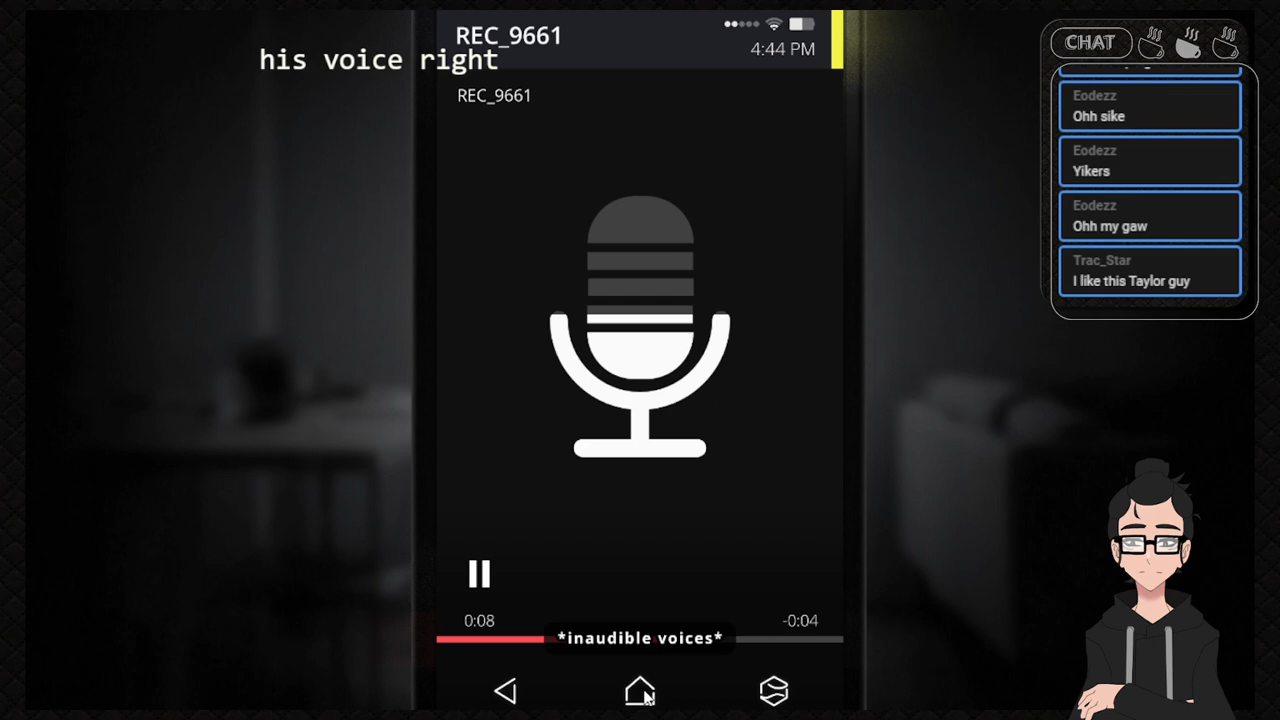 REC_9661
4:44 PM
his voice right
REC_9661
0:08
-0:04
*inaudible voices*
CHAT
Eodezz
Ohh sike
Eodezz
Yikers
Eodezz
Ohh my gaw
Trac_Star
I like this Taylor guy